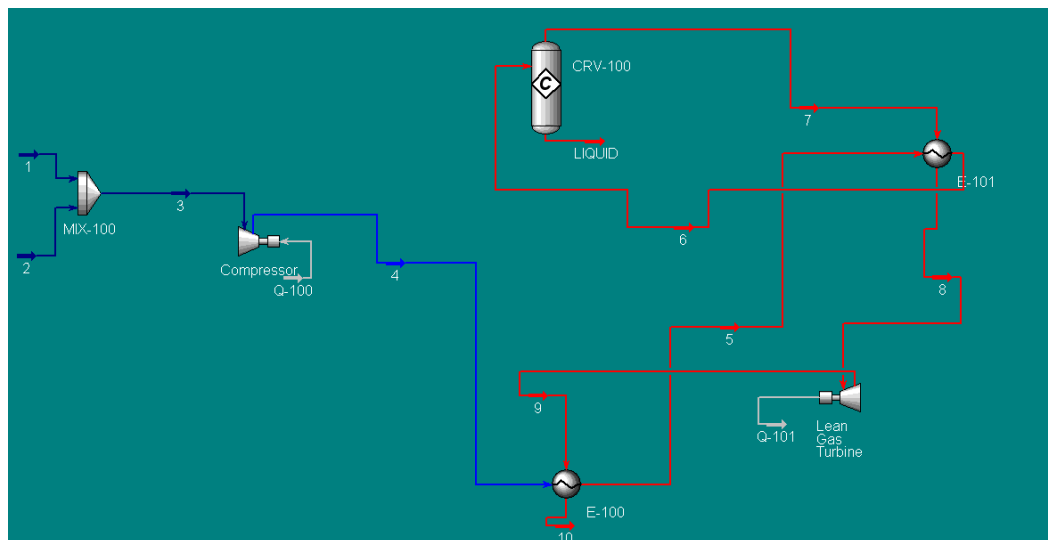 C
CRV-100
7
LIQUID
1
E-101
3
MIX-100
6
2
Compressor
4
Q-100
8
5
9
Q-101
Lean
Gas
Turbine
E-100
10